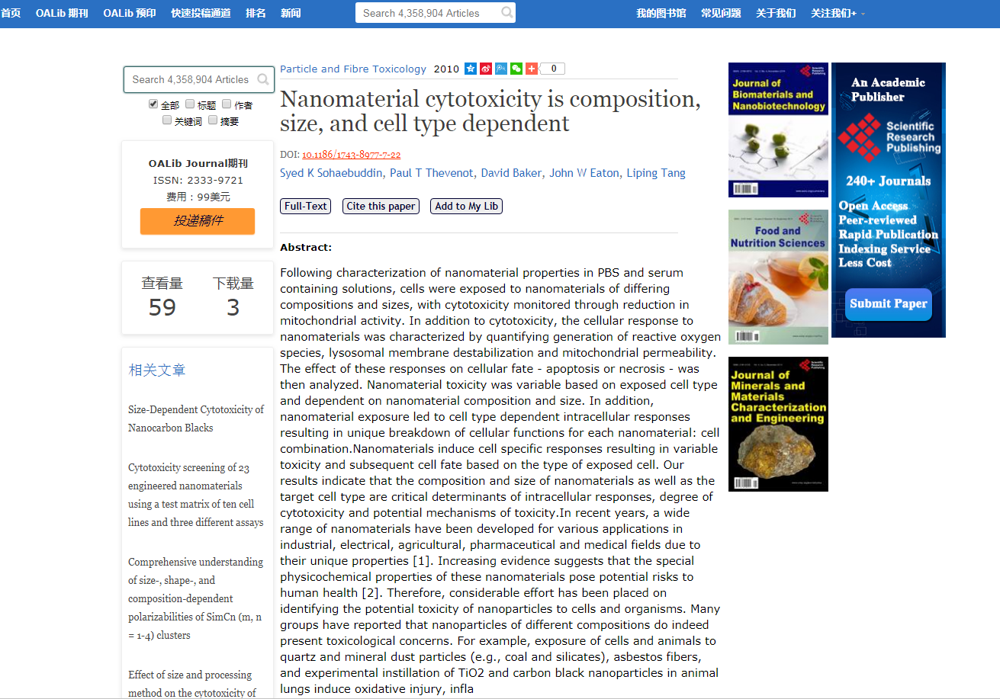 首页 OALib 期刊 OALib 预印 快速投稿通道 排名 新闻 Search 4,358,904 Articles 我的图书馆 常见问题 关于我们 关注我们+
Search 4,358,904 Articles
全部 标题 作者
关键词 摘要
OALib Journal期刊
ISSN: 2333-9721
费用：99美元
投递稿件
查看量 下载量
59 3
相关文章
Size-Dependent Cytotoxicity of
Nanocarbon Blacks
Cytotoxicity screening of 23
engineered nanomaterials
using a test matrix of ten cell
lines and three different assays
Comprehensive understanding
of size-, shape-, and
composition-dependent
polarizabilities of SimCn (m, n
= 1-4) clusters
Effect of size and processing
method on the cytotoxicity of
Particle and Fibre Toxicology 2010 0
Nanomaterial cytotoxicity is composition,
size, and cell type dependent
DOI: 10.1186/1743-8977-7-22
Syed K Sohaebuddin, Paul T Thevenot, David Baker, John W Eaton, Liping Tang
Full-Text Cite this paper Add to My Lib
Abstract:
Following characterization of nanomaterial properties in PBS and serum
containing solutions, cells were exposed to nanomaterials of differing
compositions and sizes, with cytotoxicity monitored through reduction in
mitochondrial activity. In addition to cytotoxicity, the cellular response to
nanomaterials was characterized by quantifying generation of reactive oxygen
species, lysosomal membrane destabilization and mitochondrial permeability.
The effect of these responses on cellular fate - apoptosis or necrosis - was
then analyzed. Nanomaterial toxicity was variable based on exposed cell type
and dependent on nanomaterial composition and size. In addition,
nanomaterial exposure led to cell type dependent intracellular responses
resulting in unique breakdown of cellular functions for each nanomaterial: cell
combination.Nanomaterials induce cell specific responses resulting in variable
toxicity and subsequent cell fate based on the type of exposed cell. Our
results indicate that the composition and size of nanomaterials as well as the
target cell type are critical determinants of intracellular responses, degree of
cytotoxicity and potential mechanisms of toxicity.In recent years, a wide
range of nanomaterials have been developed for various applications in
industrial, electrical, agricultural, pharmaceutical and medical fields due to
their unique properties [1]. Increasing evidence suggests that the special
physicochemical properties of these nanomaterials pose potential risks to
human health [2]. Therefore, considerable effort has been placed on
identifying the potential toxicity of nanoparticles to cells and organisms. Many
groups have reported that nanoparticles of different compositions do indeed
present toxicological concerns. For example, exposure of cells and animals to
quartz and mineral dust particles (e.g., coal and silicates), asbestos fibers,
and experimental instillation of TiO2 and carbon black nanoparticles in animal
lungs induce oxidative injury, infla
Journal of
Biomaterials and
Nanobiotechnology
Food and
Nutrition Sciences
Journal of
Minerals and
Materials
Characterization
and Engineering
An Academic
Publisher
Scientific
Research
Publishing
240+ Journals
Open Access
Peer-reviewed
Rapid Publication
Indexing Service
Less Cost
Submit Paper